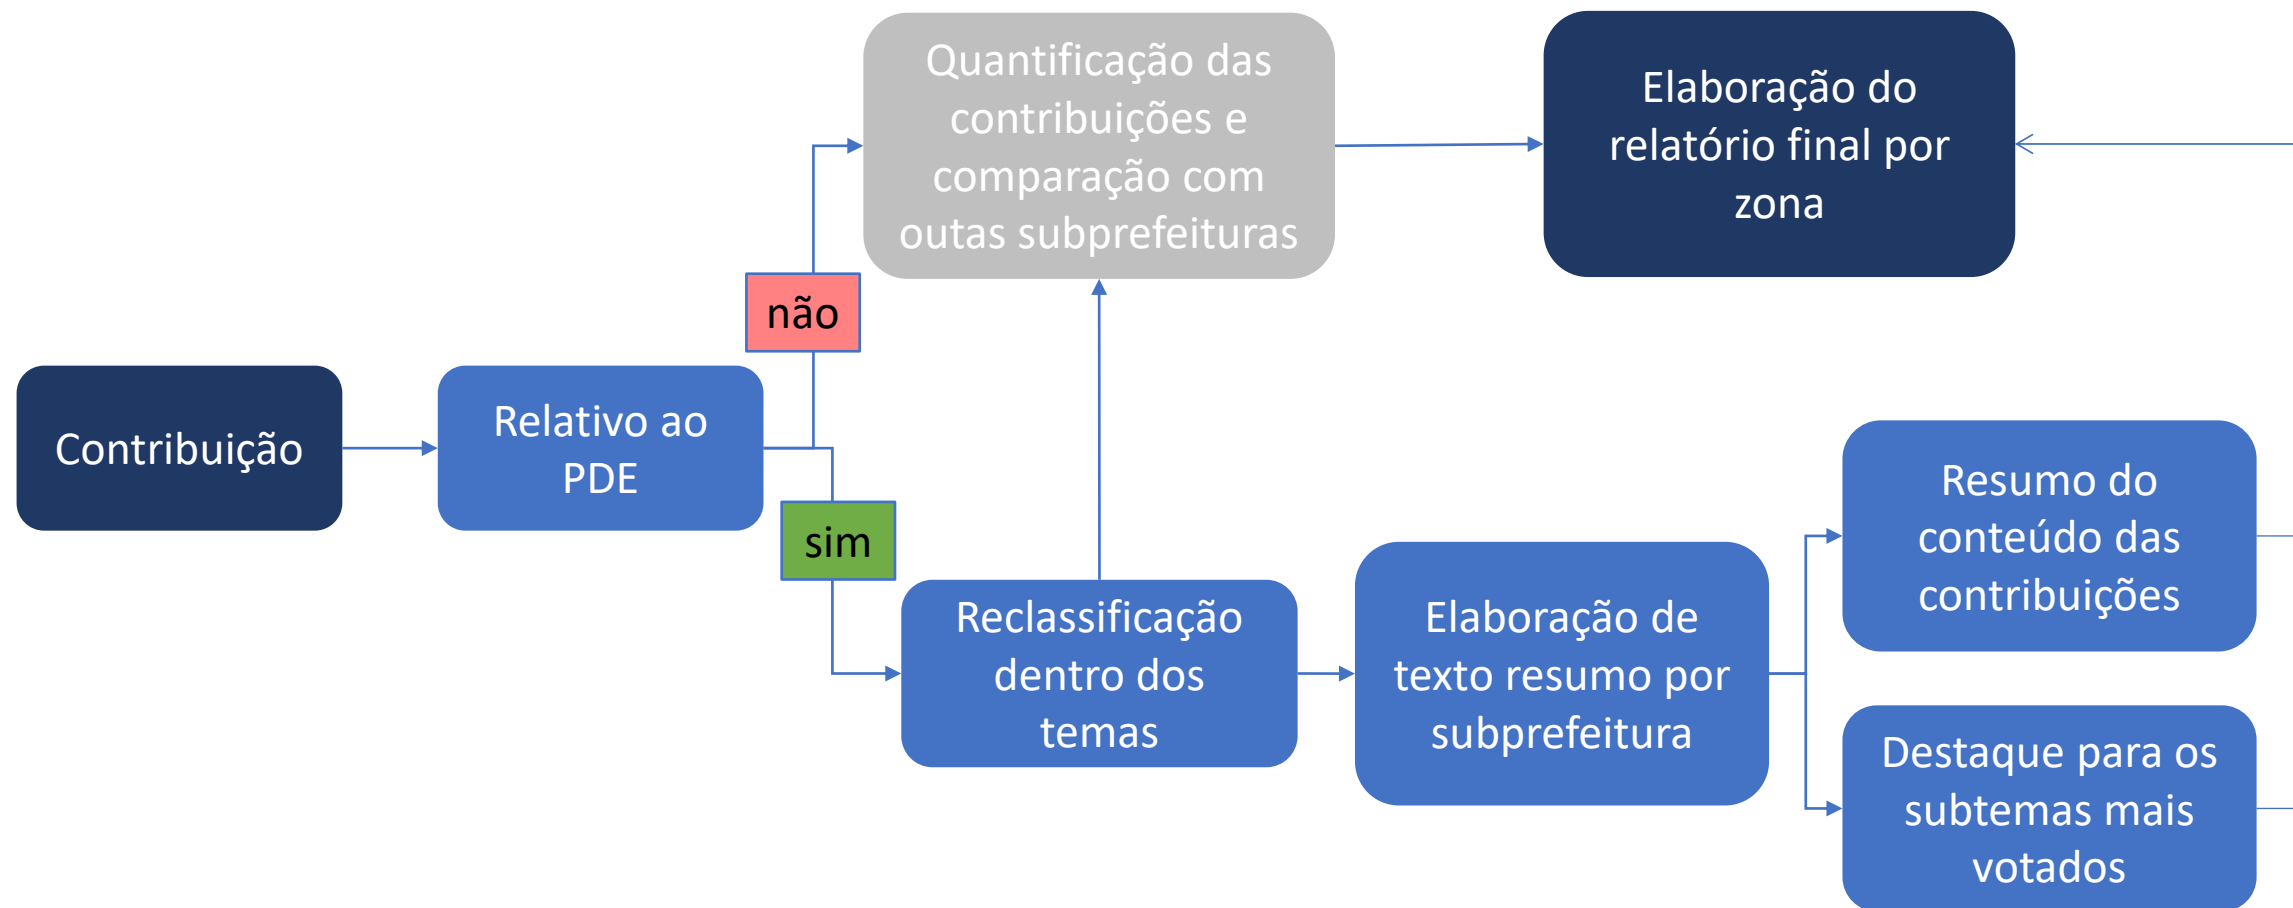 Quantificação das
contribuições e
comparação com
outas subprefeituras
Elaboração do
relatório final por
zona
não
Contribuição
Relativo ao
PDE
sim
Reclassificação
dentro dos
temas
Elaboração de
texto resumo por
subprefeitura
Resumo do
conteúdo das
contribuições
Destaque para os
subtemas mais
votados